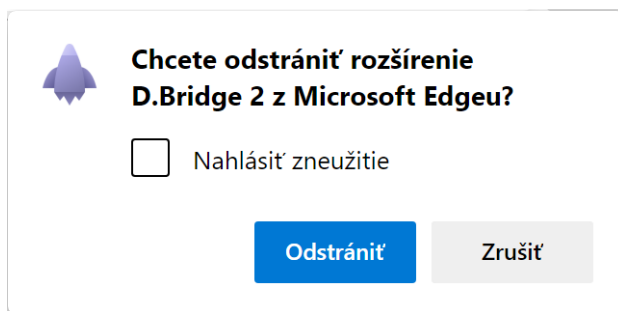 Chcete odstrániť rozšírenie
D.Bridge 2 z Microsoft Edgeu?
Nahlásiť zneužitie
Odstrániť Zrušiť